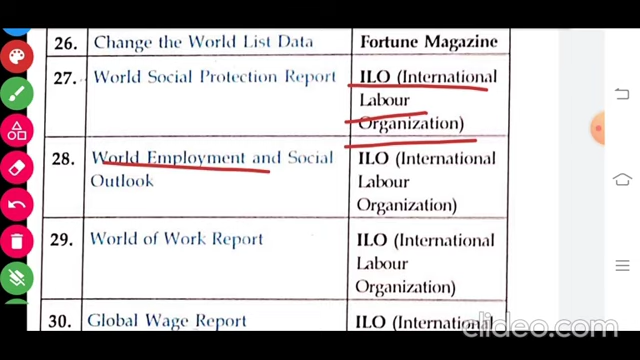 26. Change the World List Data Fortune Magazine
27. World Social Protection Report ILO (International
Labour
Organization)
28. World Employment and Social ILO (International
Outlook Labour
Organization)
29. World of Work Report ILO (International
Labour
Organization)
30. Global Wage Report ILO (International
clideo.com